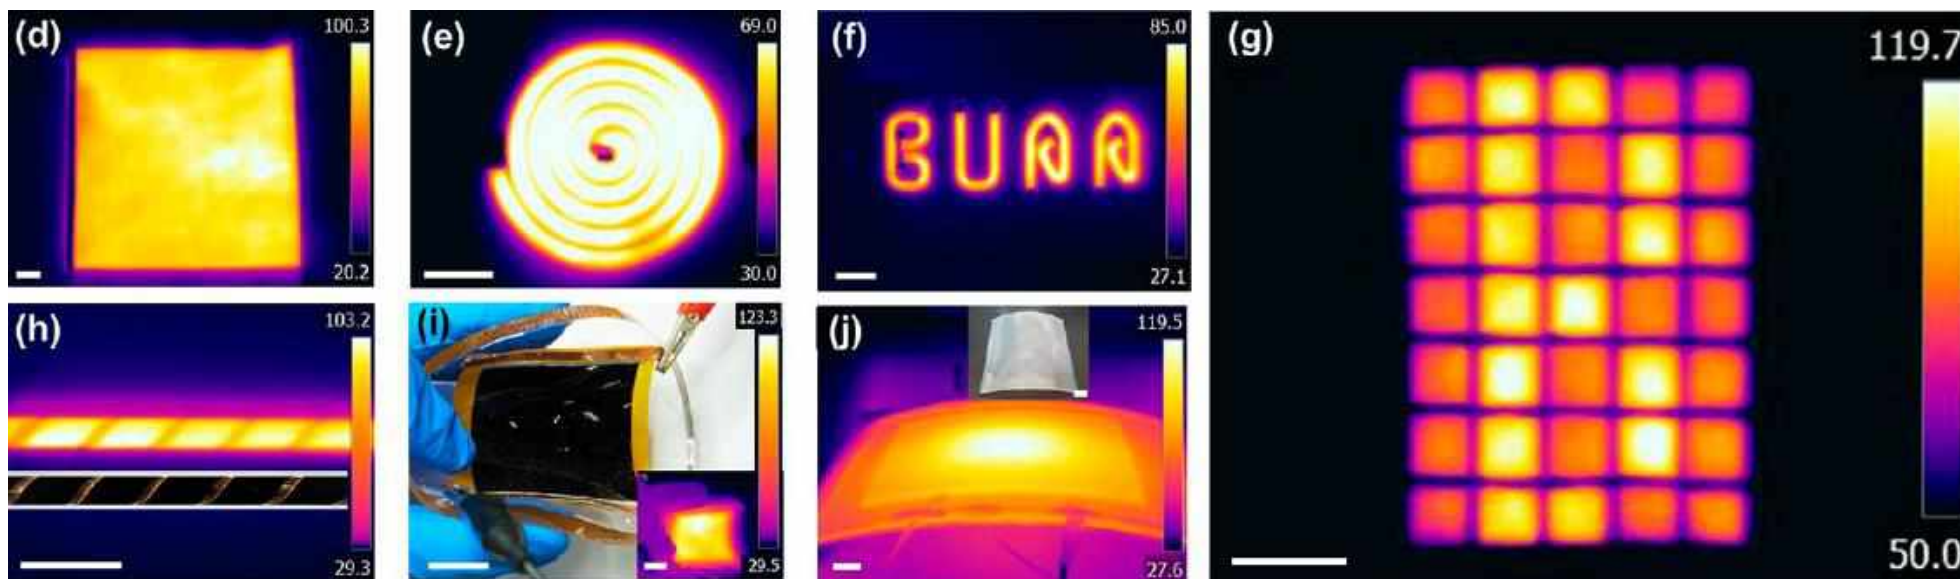 (d)
100.3
20.2
(e)
69.0
30.0
(f)
85.0
BUAA
27.1
(g)
119.7
50.0
(h)
103.2
29.3
(i)
123.3
29.5
(j)
119.5
27.6